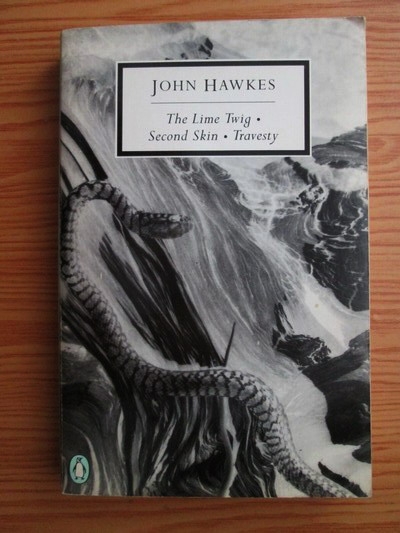 JOHN HAWKES
The Lime Twig •
Second Skin • Travesty